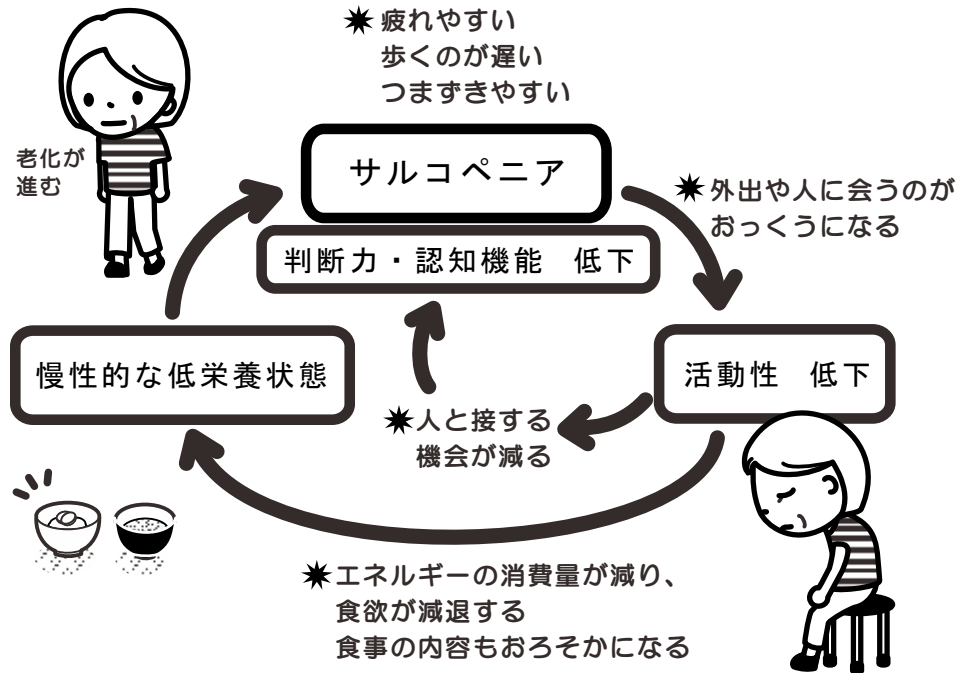 疲れやすい
歩くのが遅い
つまずきやすい
老化が
進む
サルコペニア
外出や人に会うのが
おっくうになる
判断力・認知機能　低下
慢性的な低栄養状態
活動性　低下
人と接する
機会が減る
エネルギーの消費量が減り、
食欲が減退する
食事の内容もおろそかになる